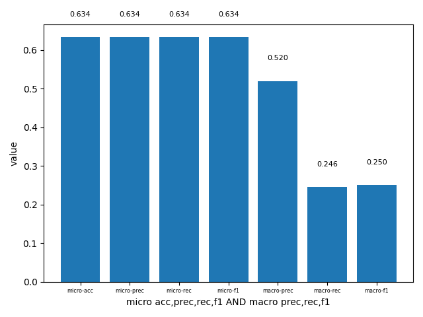 0.634 0.634 0.634 0.634
0.520
0.246 0.250
0.6
0.5
0.4
0.3
0.2
0.1
0.0
value
micro-acc micro-prec micro-rec micro-f1 macro-prec macro-rec macro-f1
micro acc,prec,rec,f1 AND macro prec,rec,f1